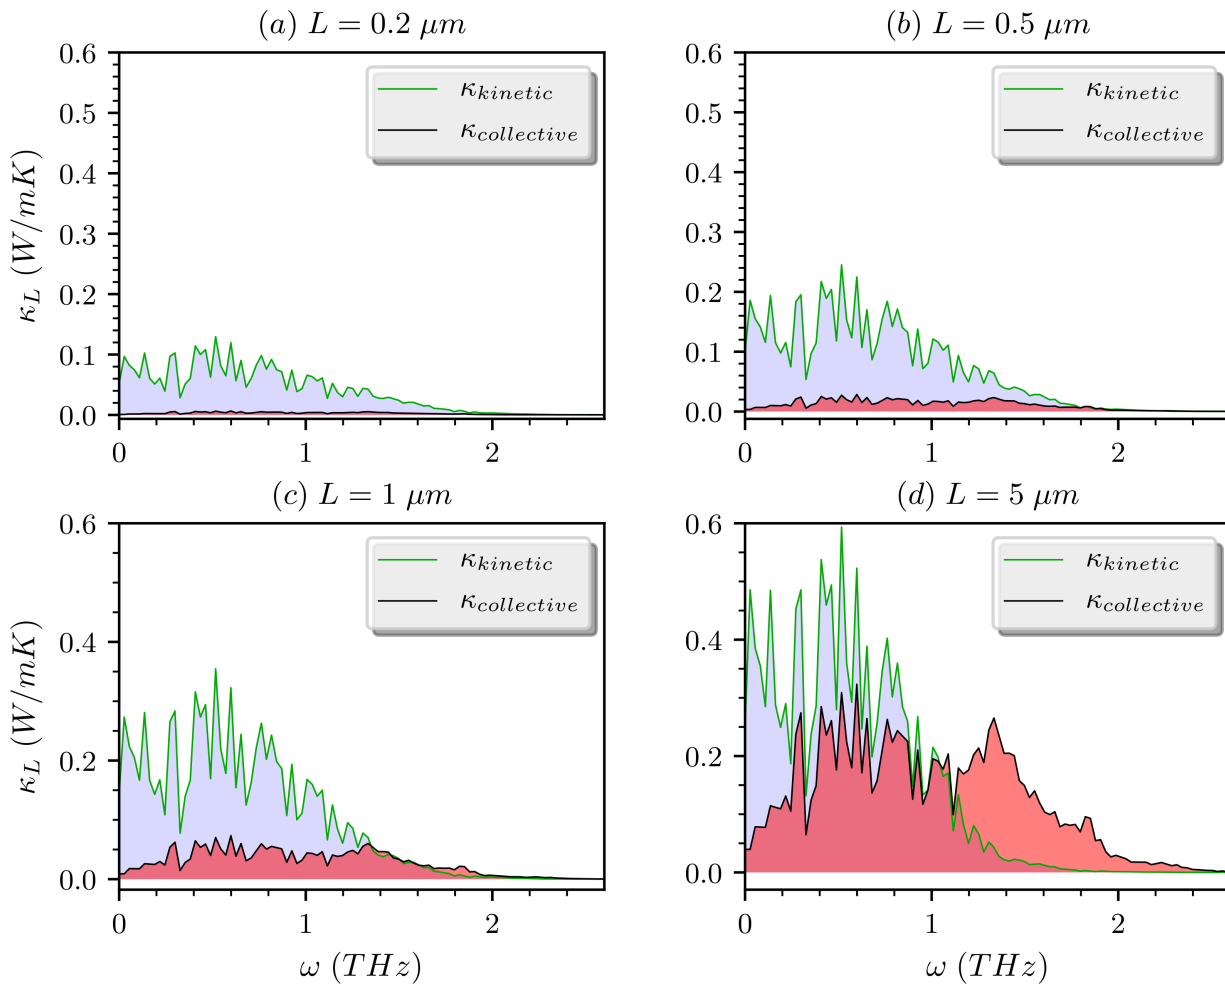 (a) L = 0.2 μm
0.6
0.5
0.4
0.3
0.2
0.1
0.0
κ_L (W/mK)
κ_kinetic
κ_collective
0 1 2
(b) L = 0.5 μm
0.6
0.5
0.4
0.3
0.2
0.1
0.0
κ_kinetic
κ_collective
0 1 2
(c) L = 1 μm
0.6
0.4
0.2
0.0
κ_L (W/mK)
κ_kinetic
κ_collective
0 1 2
ω (THz)
(d) L = 5 μm
0.6
0.4
0.2
0.0
κ_kinetic
κ_collective
0 1 2
ω (THz)